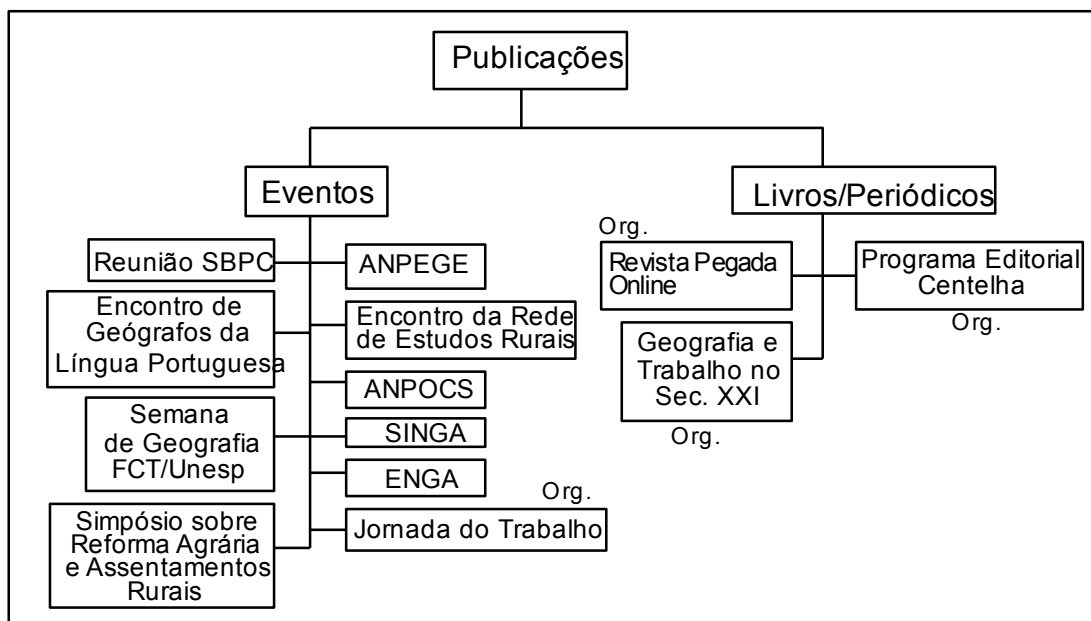 Publicações
Eventos
Livros/Periódicos
Reunião SBPC
ANPEGE
Encontro de
Geógrafos da
Língua Portuguesa
Encontro da Rede
de Estudos Rurais
ANPOCS
Semana
de Geografia
FCT/Unesp
SINGA
ENGA
Simpósio sobre
Reforma Agrária
e Assentamentos
Rurais
Org.
Jornada do Trabalho
Org.
Revista Pegada
Online
Programa Editorial
Centelha
Org.
Geografia e
Trabalho no
Sec. XXI
Org.